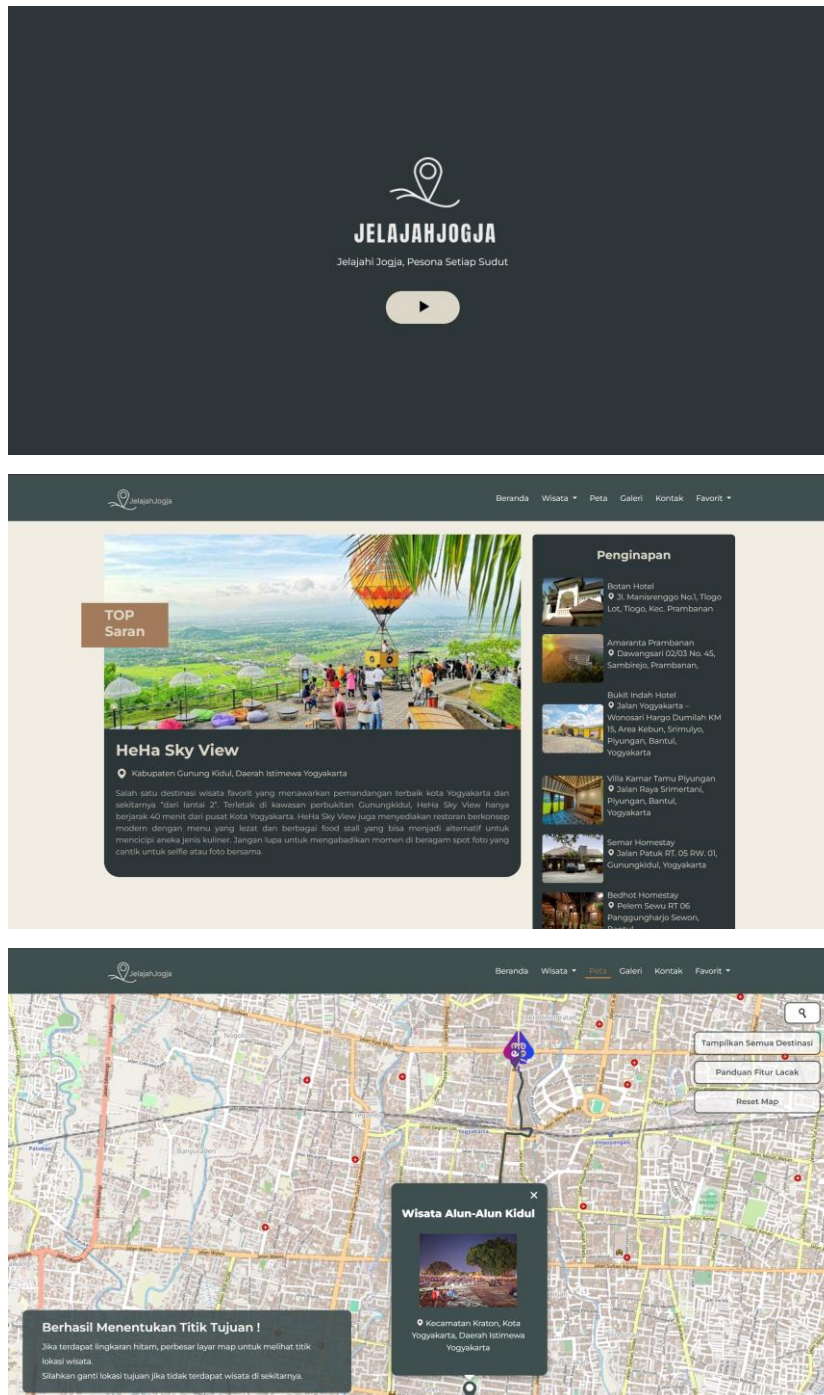 JELAJAHJOGJA
Jelajahi Jogja, Pesona Setiap Sudut
JelajahJogja
Beranda Wisata Peta Galeri Kontak Favorit
TOP
Saran
HeHa Sky View
Kabupaten Gunung Kidul, Daerah Istimewa Yogyakarta
Salah satu destinasi wisata favorit yang menawarkan pemandangan terbaik kota Yogyakarta dan
sekitarnya "dari lantai 2". Terletak di kawasan perbukitan Gunungkidul, HeHa Sky View hanya
berjarak 40 menit dari pusat Kota Yogyakarta. HeHa Sky View juga menyediakan restoran berkonsep
modern dengan menu yang lezat dan berbagai food stall yang bisa menjadi alternatif untuk
mencicipi aneka jenis kuliner. Jangan lupa untuk mengabadikan momen di beragam spot foto yang
cantik untuk selfie atau foto bersama.
Penginapan
Botan Hotel
Jl. Manisrenggo No.1, Tlogo
Lot, Tlogo, Kec. Prambanan
Amaranta Prambanan
Dawangsari 02/03 No. 45,
Sambirejo, Prambanan,
Bukit Indah Hotel
Jalan Yogyakarta –
Wonosari Hargo Dumilah KM
15, Area Kebun, Srimulyo,
Piyungan, Bantul,
Yogyakarta
Villa Kamar Tamu Piyungan
Jalan Raya Srimertani,
Piyungan, Bantul,
Yogyakarta
Semar Homestay
Jalan Patuk RT. 05 RW. 01,
Gunungkidul, Yogyakarta
Bedhot Homestay
Pelem Sewu RT 06
Panggungharjo Sewon,
Bantul
JelajahJogja
Beranda Wisata Peta Galeri Kontak Favorit
Tampilkan Semua Destinasi
Panduan Fitur Lacak
Reset Map
Patukan
Banyuraden
Yogyakarta
Lempuyangan
Jalan Wates
Jalan Sultan Agung
Wisata Alun-Alun Kidul
Kecamatan Kraton, Kota
Yogyakarta, Daerah Istimewa
Yogyakarta
Berhasil Menentukan Titik Tujuan !
Jika terdapat lingkaran hitam, perbesar layar map untuk melihat titik
lokasi wisata.
Silahkan ganti lokasi tujuan jika tidak terdapat wisata di sekitarnya.